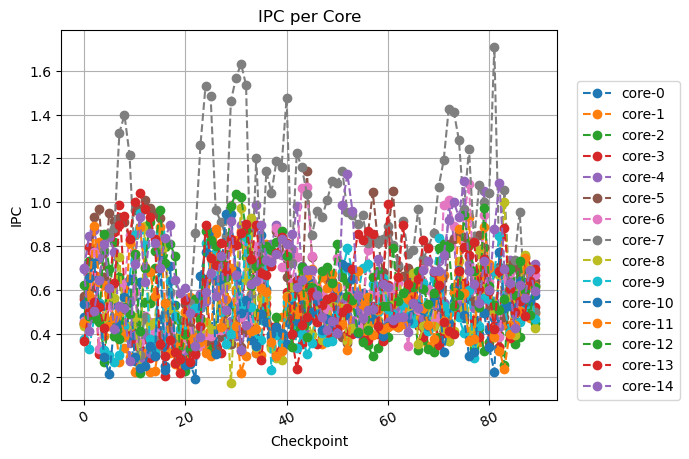 IPC per Core
IPC
1.6
1.4
1.2
1.0
0.8
0.6
0.4
0.2
0
20
40
60
80
Checkpoint
core-0
core-1
core-2
core-3
core-4
core-5
core-6
core-7
core-8
core-9
core-10
core-11
core-12
core-13
core-14